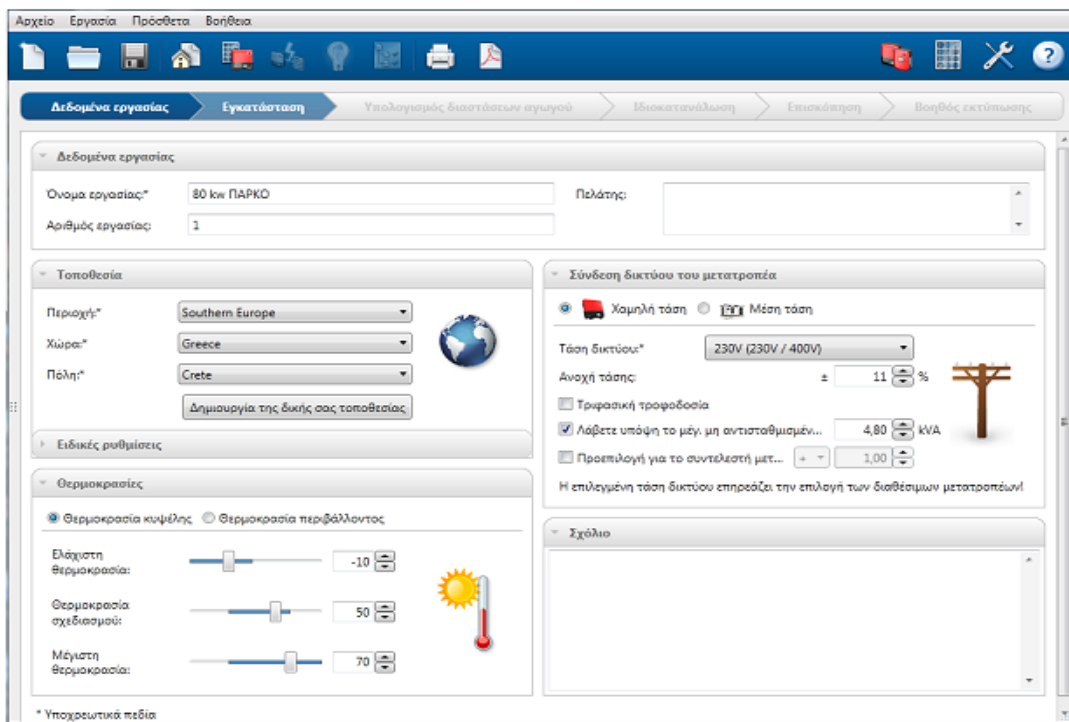 Αρχείο Εργασία Πρόσθετα Βοήθεια
Δεδομένα εργασίας Εγκατάσταση Υπολογισμός διαστάσεων αγωγού Ιδιοκατανάλωση Επισκόπηση Βοηθός εκτύπωσης
Δεδομένα εργασίας
Όνομα εργασίας:* 80 kw ΠΑΡΚΟ Πελάτης:
Αριθμός εργασίας: 1
Τοποθεσία
Περιοχή:* Southern Europe
Χώρα:* Greece
Πόλη:* Crete
Δημιουργία της δικής σας τοποθεσίας
Ειδικές ρυθμίσεις
Θερμοκρασίες
Θερμοκρασία κυψέλης Θερμοκρασία περιβάλλοντος
Ελάχιστη
θερμοκρασία: -10
Θερμοκρασία
σχεδιασμού: 50
Μέγιστη
θερμοκρασία: 70
* Υποχρεωτικά πεδία
Σύνδεση δικτύου του μετατροπέα
Χαμηλή τάση Μέση τάση
Τάση δικτύου:* 230V (230V / 400V)
Ανοχή τάσης: ± 11 %
Τριφασική τροφοδοσία
Λάβετε υπόψη το μέγ. μη αντισταθμισμέν... 4,80 kVA
Προεπιλογή για το συντελεστή μετ... + 1,00
Η επιλεγμένη τάση δικτύου επηρεάζει την επιλογή των διαθέσιμων μετατροπέων!
Σχόλιο